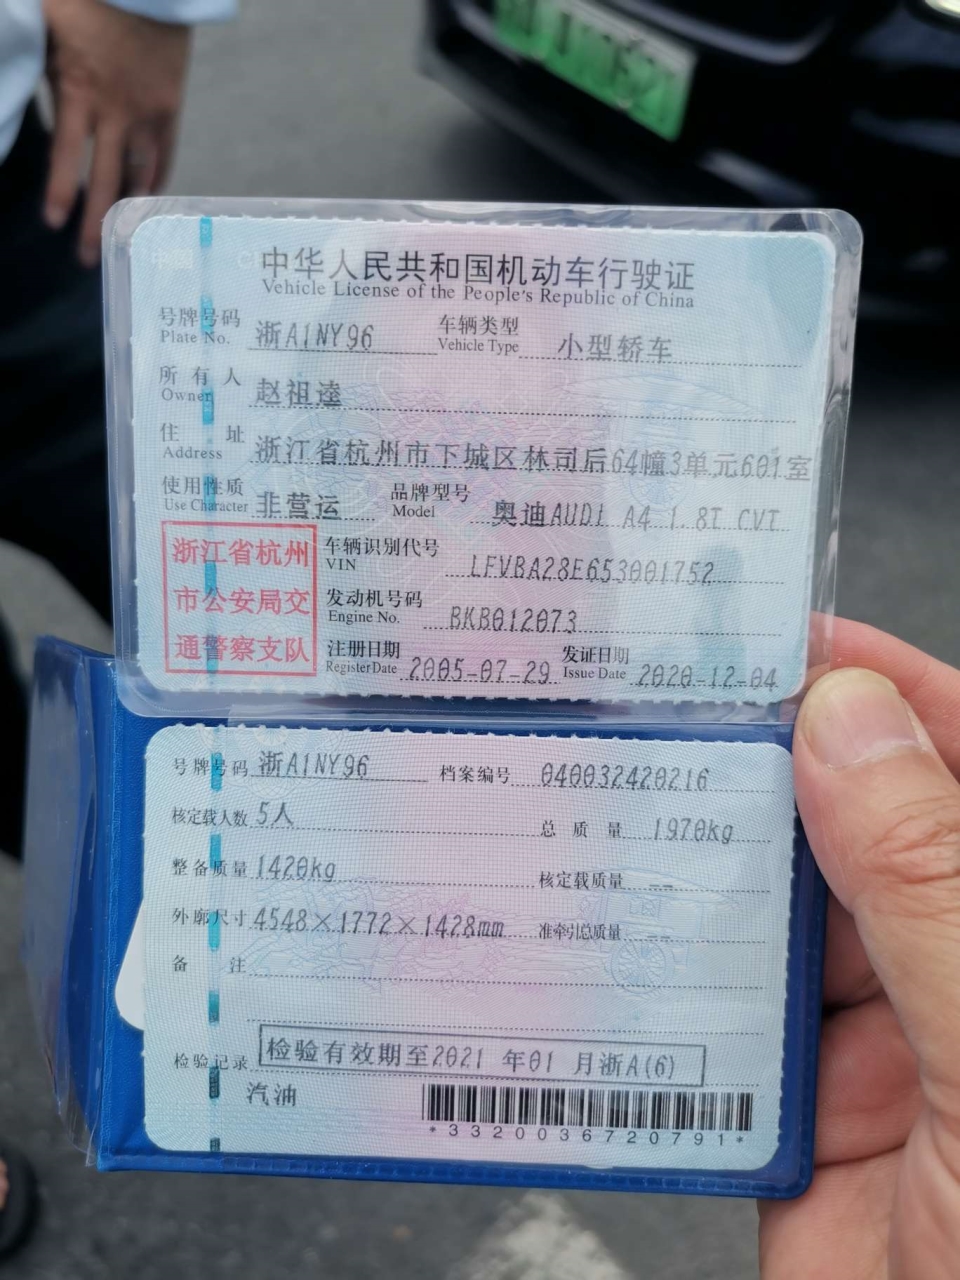 中华人民共和国机动车行驶证
Vehicle License of the People's Republic of China
号牌号码 浙A1NY96 车辆类型 小型轿车
Plate No. Vehicle Type
所有人 赵祖逵
Owner
住址 浙江省杭州市下城区林司后64幢3单元601室
Address
使用性质 非营运 品牌型号 奥迪AUDI A4 1.8T CVT
Use Character Model
浙江省杭州
市公安局交
通警察支队
车辆识别代号 LFVBA28E653001752
VIN
发动机号码 BKB012073
Engine No.
注册日期 2005-07-29 发证日期 2020-12-04
Register Date Issue Date
号牌号码 浙A1NY96 档案编号 040032420216
核定载人数 5人 总质量 1970kg
整备质量 1420kg 核定载质量 --
外廓尺寸 4548×1772×1428mm 准牵引总质量 --
备注
检验记录 检验有效期至2021 年01 月浙A(6)
汽油
*3320036720791*